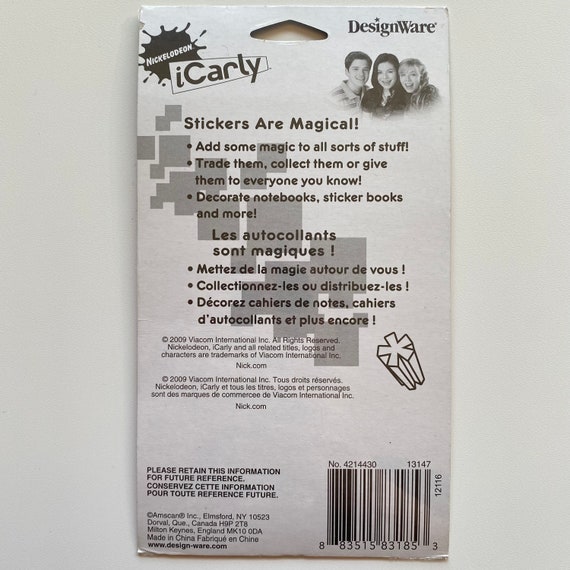 NICKELODEON
iCarly
DesignWare®
Stickers Are Magical!
• Add some magic to all sorts of stuff!
• Trade them, collect them or give
them to everyone you know!
• Decorate notebooks, sticker books
and more!
Les autocollants
sont magiques !
• Mettez de la magie autour de vous !
• Collectionnez-les ou distribuez-les !
• Décorez cahiers de notes, cahiers
d'autocollants et plus encore !
© 2009 Viacom International Inc. All Rights Reserved.
Nickelodeon, iCarly and all related titles, logos and
characters are trademarks of Viacom International Inc.
Nick.com
© 2009 Viacom International Inc. Tous droits réservés.
Nickelodeon, iCarly et tous les titres, logos et personnages
sont des marques de commerce de Viacom International Inc.
Nick.com
PLEASE RETAIN THIS INFORMATION
FOR FUTURE REFERENCE.
CONSERVEZ CETTE INFORMATION
POUR TOUTE REFERENCE FUTURE.
©Amscan® Inc., Elmsford, NY 10523
Dorval, Que., Canada H9P 2T8
Milton Keynes, England MK10 0DA
Made in China Fabriqué en Chine
www.design-ware.com
No. 4214430 13147
12116
8 83515 83185 3